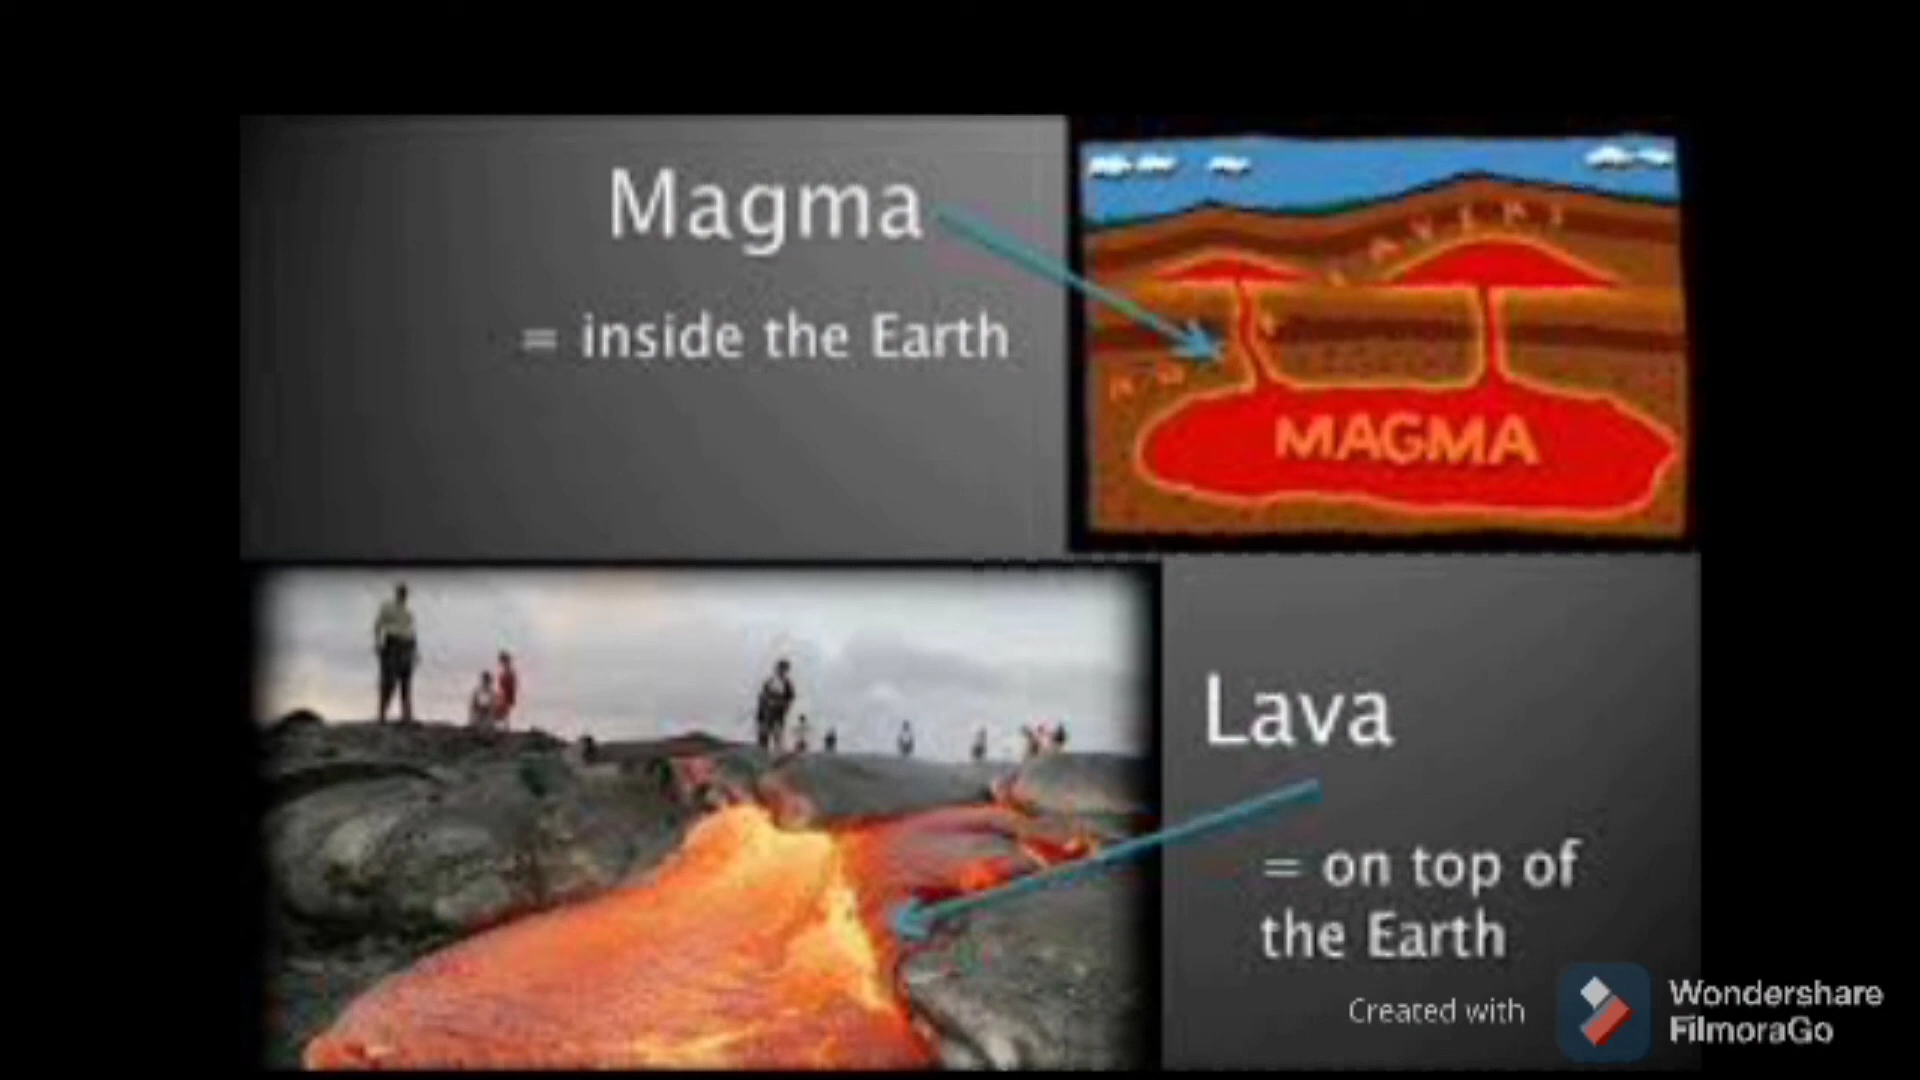 Magma
= inside the Earth
MAGMA
Lava
= on top of
the Earth
Created with
Wondershare
FilmoraGo